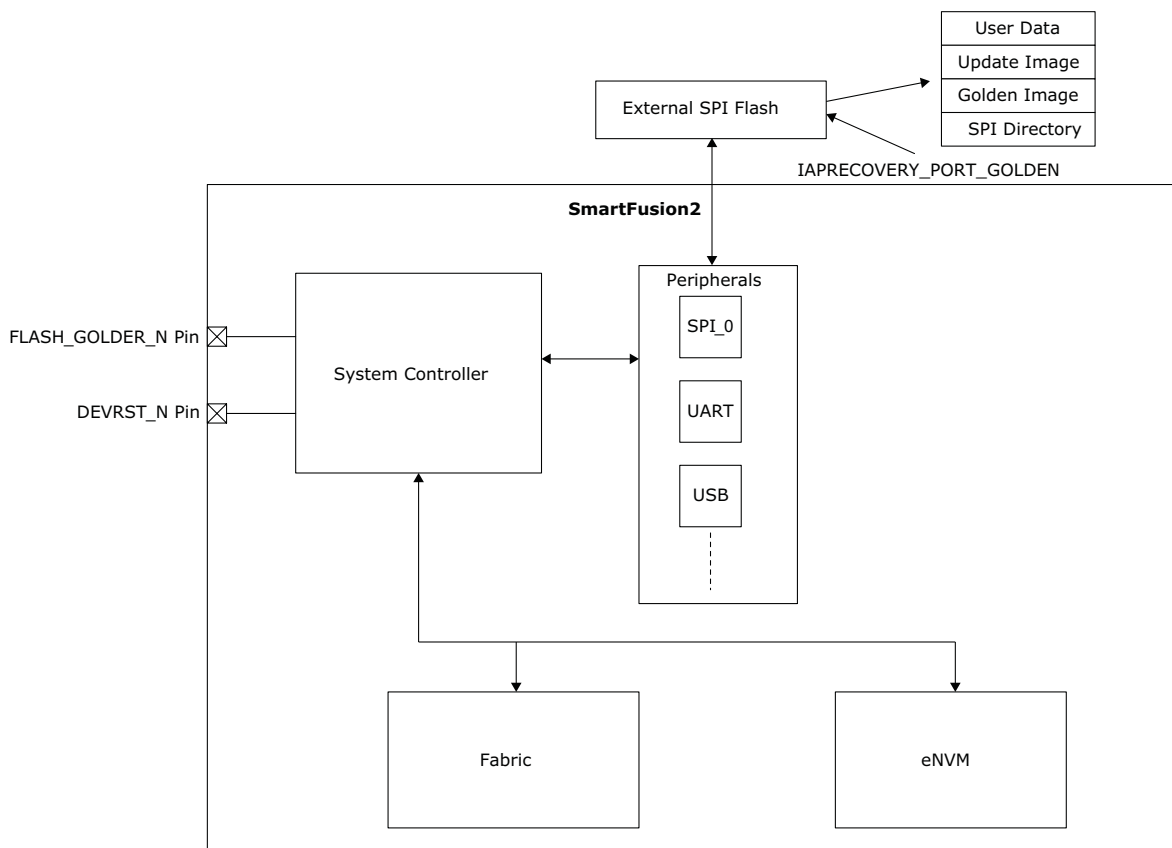 User Data
Update Image
External SPI Flash
Golden Image
SPI Directory
IAPRECOVERY_PORT_GOLDEN
SmartFusion2
Peripherals
SPI_0
FLASH_GOLDER_N Pin
System Controller
DEVRST_N Pin
UART
USB
Fabric
eNVM